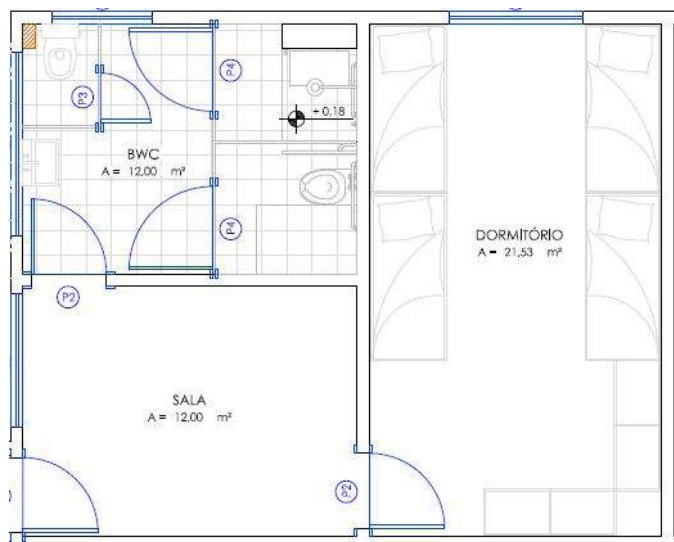 P3
P4
+ 0,18
BWC
A = 12,00 m²
P4
DORMITÓRIO
A = 21,53 m²
P2
SALA
A = 12,00 m²
P2